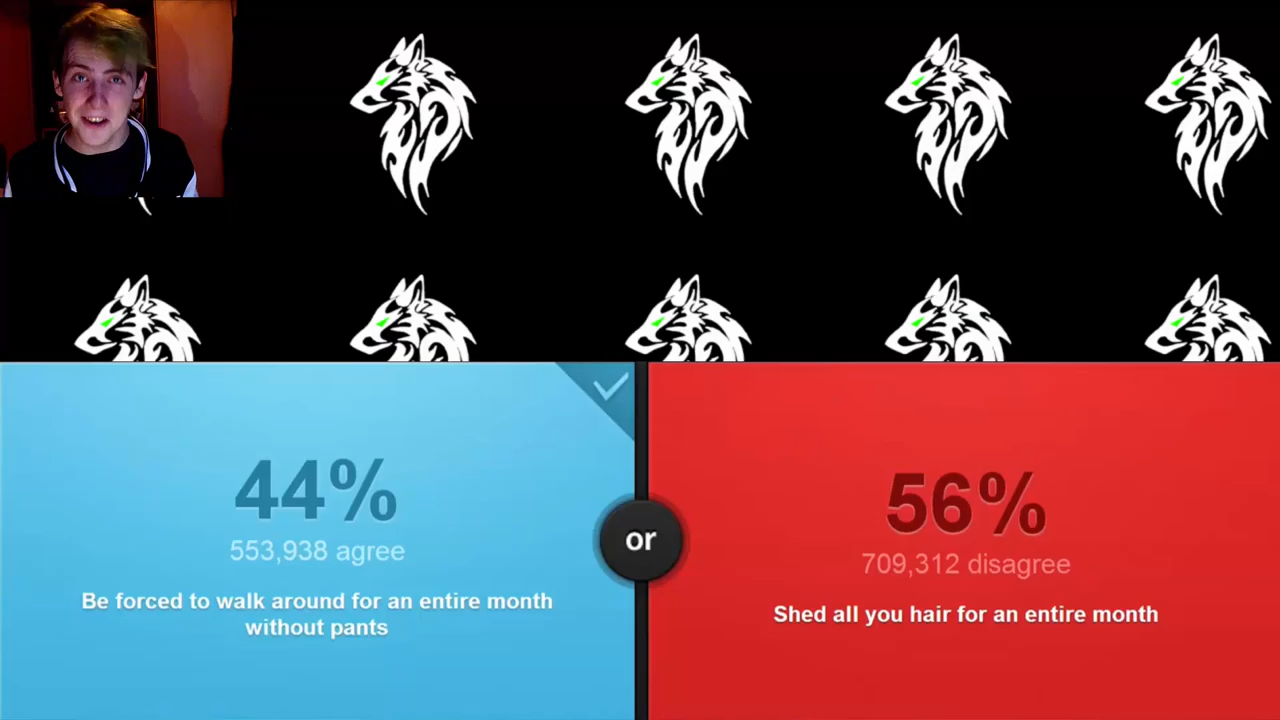 44%
553,938 agree
Be forced to walk around for an entire month
without pants
or
56%
709,312 disagree
Shed all you hair for an entire month